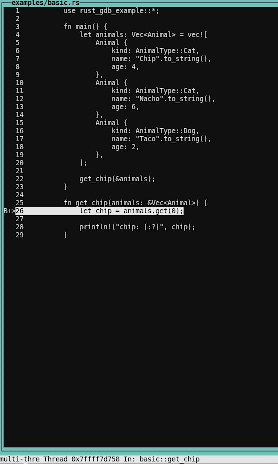 examples/basic.rs
1 use rust_gdb_example::*;
2
3 fn main() {
4 let animals: Vec<Animal> = vec![
5 Animal {
6 kind: AnimalType::Cat,
7 name: "Chip".to_string(),
8 age: 4,
9 },
10 Animal {
11 kind: AnimalType::Cat,
12 name: "Nacho".to_string(),
13 age: 6,
14 },
15 Animal {
16 kind: AnimalType::Dog,
17 name: "Taco".to_string(),
18 age: 2,
19 },
20 ];
21
22 get_chip(&animals);
23 }
24
25 fn get_chip(animals: &Vec<Animal>) {
B+>26 let chip = animals.get(0);
27
28 println!("chip: {:?}", chip);
29 }
multi-thre Thread 0x7ffff7d758 In: basic::get_chip